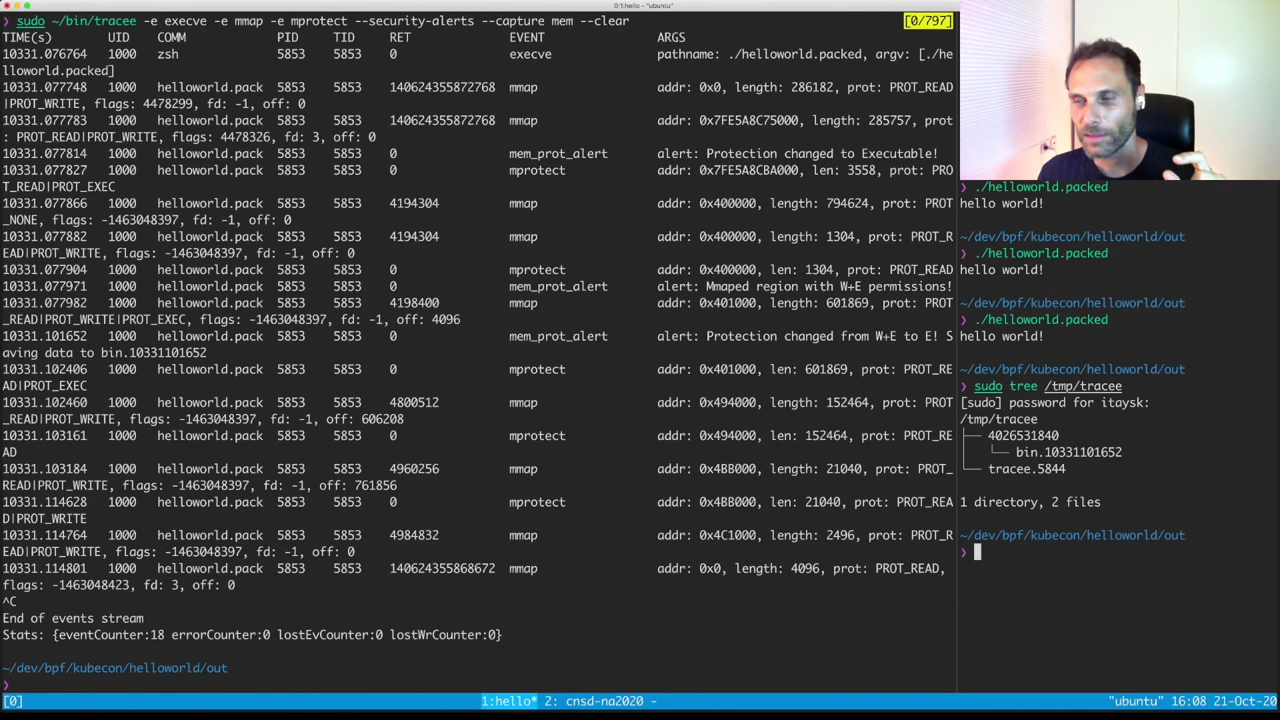 0:1:hello - "ubuntu"
❯ sudo ~/bin/tracee -e execve -e mmap -e mprotect --security-alerts --capture mem --clear [0/797]
TIME(s) UID COMM PID TID RET EVENT ARGS
10331.076764 1000 zsh 5853 5853 0 execve pathname: ./helloworld.packed, argv: [./he
lloworld.packed]
10331.077748 1000 helloworld.pack 5853 5853 140624355872768 mmap addr: 0x0, length: 286182, prot: PROT_READ
|PROT_WRITE, flags: 4478299, fd: -1, off: 0
10331.077783 1000 helloworld.pack 5853 5853 140624355872768 mmap addr: 0x7FE5A8C75000, length: 285757, prot
: PROT_READ|PROT_WRITE, flags: 4478326, fd: 3, off: 0
10331.077814 1000 helloworld.pack 5853 5853 0 mem_prot_alert alert: Protection changed to Executable!
10331.077827 1000 helloworld.pack 5853 5853 0 mprotect addr: 0x7FE5A8CBA000, len: 3558, prot: PRO
T_READ|PROT_EXEC
10331.077866 1000 helloworld.pack 5853 5853 4194304 mmap addr: 0x400000, length: 794624, prot: PROT
_NONE, flags: -1463048397, fd: -1, off: 0
10331.077882 1000 helloworld.pack 5853 5853 4194304 mmap addr: 0x400000, length: 1304, prot: PROT_R
EAD|PROT_WRITE, flags: -1463048397, fd: -1, off: 0
10331.077904 1000 helloworld.pack 5853 5853 0 mprotect addr: 0x400000, len: 1304, prot: PROT_READ
10331.077971 1000 helloworld.pack 5853 5853 0 mem_prot_alert alert: Mmaped region with W+E permissions!
10331.077982 1000 helloworld.pack 5853 5853 4198400 mmap addr: 0x401000, length: 601869, prot: PROT
_READ|PROT_WRITE|PROT_EXEC, flags: -1463048397, fd: -1, off: 4096
10331.101652 1000 helloworld.pack 5853 5853 0 mem_prot_alert alert: Protection changed from W+E to E! S
aving data to bin.10331101652
10331.102406 1000 helloworld.pack 5853 5853 0 mprotect addr: 0x401000, len: 601869, prot: PROT_RE
AD|PROT_EXEC
10331.102460 1000 helloworld.pack 5853 5853 4800512 mmap addr: 0x494000, length: 152464, prot: PROT
_READ|PROT_WRITE, flags: -1463048397, fd: -1, off: 606208
10331.103161 1000 helloworld.pack 5853 5853 0 mprotect addr: 0x494000, len: 152464, prot: PROT_RE
AD
10331.103184 1000 helloworld.pack 5853 5853 4960256 mmap addr: 0x4BB000, length: 21040, prot: PROT_
READ|PROT_WRITE, flags: -1463048397, fd: -1, off: 761856
10331.114628 1000 helloworld.pack 5853 5853 0 mprotect addr: 0x4BB000, len: 21040, prot: PROT_REA
D|PROT_WRITE
10331.114764 1000 helloworld.pack 5853 5853 4984832 mmap addr: 0x4C1000, length: 2496, prot: PROT_R
EAD|PROT_WRITE, flags: -1463048397, fd: -1, off: 0
10331.114801 1000 helloworld.pack 5853 5853 140624355868672 mmap addr: 0x0, length: 4096, prot: PROT_READ,
flags: -1463048423, fd: 3, off: 0
^C
End of events stream
Stats: {eventCounter:18 errorCounter:0 lostEvCounter:0 lostWrCounter:0}
~/dev/bpf/kubecon/helloworld/out
❯
❯ ./helloworld.packed
hello world!
~/dev/bpf/kubecon/helloworld/out
❯ ./helloworld.packed
hello world!
~/dev/bpf/kubecon/helloworld/out
❯ ./helloworld.packed
hello world!
~/dev/bpf/kubecon/helloworld/out
❯ sudo tree /tmp/tracee
[sudo] password for itaysk:
/tmp/tracee
├── 4026531840
│   └── bin.10331101652
└── tracee.5844
1 directory, 2 files
~/dev/bpf/kubecon/helloworld/out
❯
[0] 1:hello* 2: cnsd-na2020 - "ubuntu" 16:08 21-Oct-20